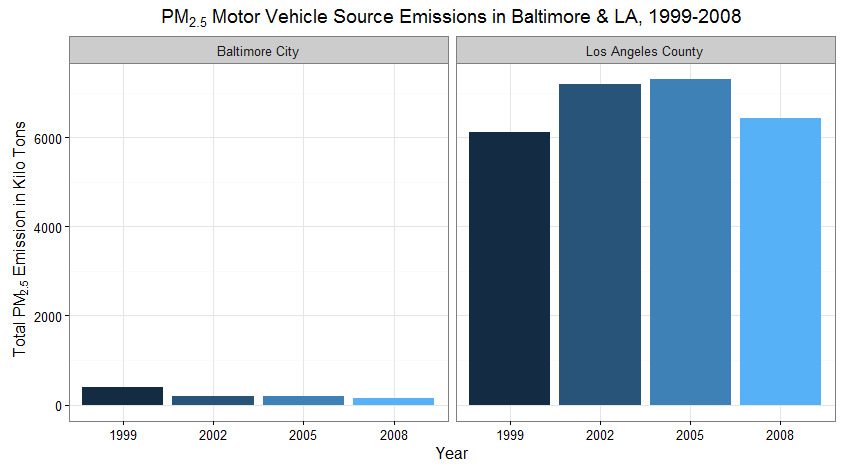 PM2.5 Motor Vehicle Source Emissions in Baltimore & LA, 1999-2008
Baltimore City
Los Angeles County
Total PM2.5 Emission in Kilo Tons
6000
4000
2000
0
1999 2002 2005 2008
1999 2002 2005 2008
Year